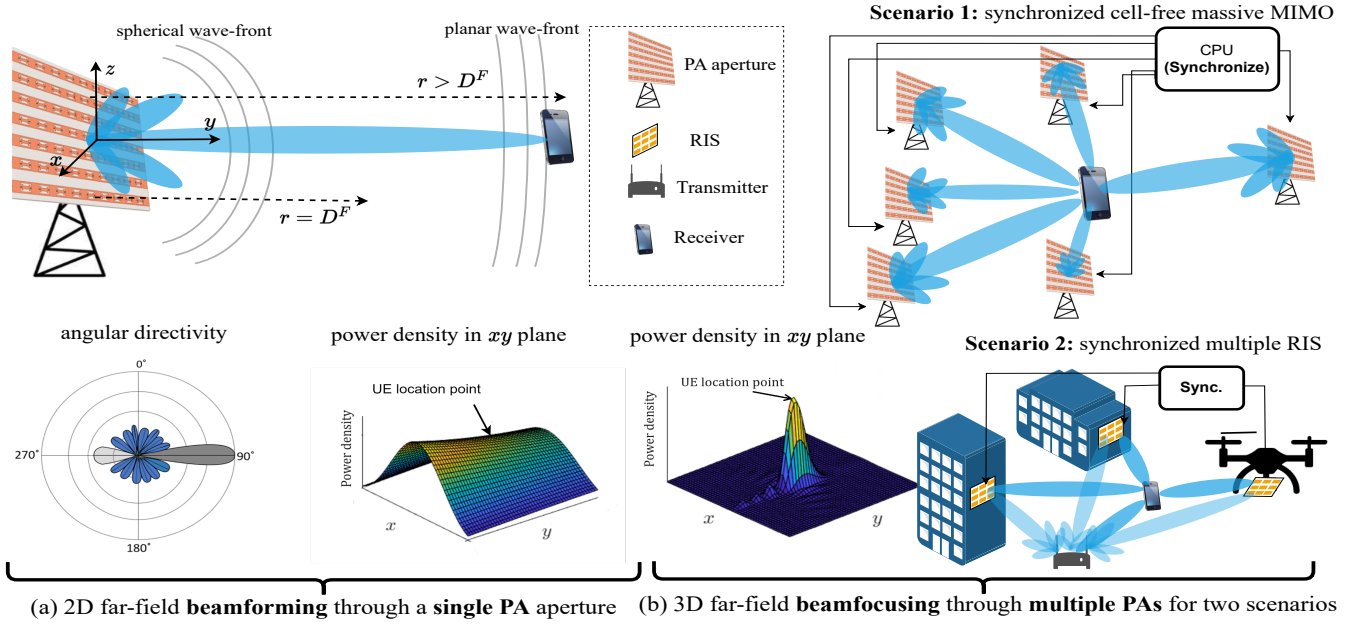 spherical wave-front
planar wave-front
z
r > D^F
y
x
r = D^F
PA aperture
RIS
Transmitter
Receiver
Scenario 1: synchronized cell-free massive MIMO
CPU
(Synchronize)
angular directivity
0°
270°
90°
180°
power density in xy plane
UE location point
Power density
x
y
power density in xy plane
UE location point
Power density
x
y
Scenario 2: synchronized multiple RIS
Sync.
(a) 2D far-field beamforming through a single PA aperture
(b) 3D far-field beamfocusing through multiple PAs for two scenarios